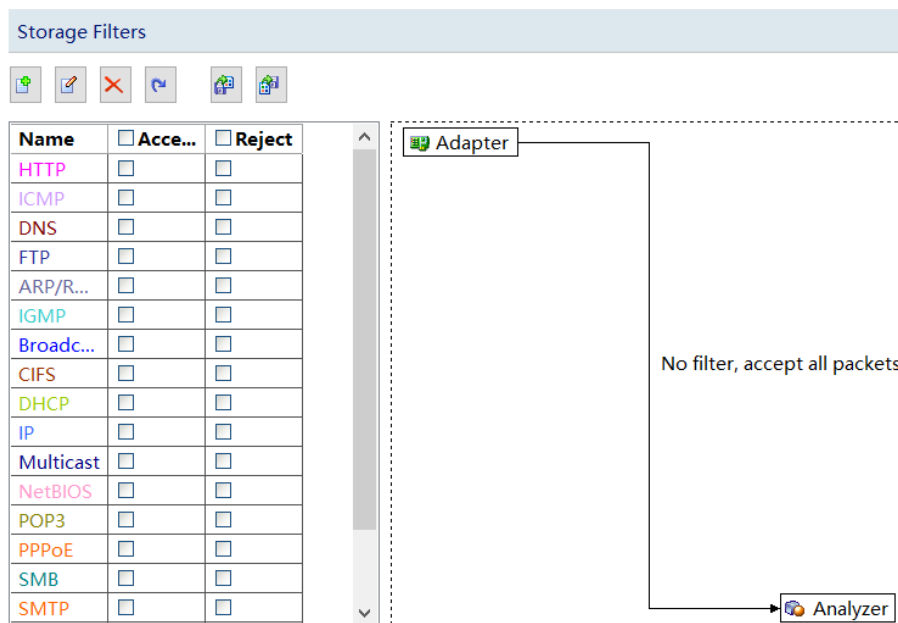 Storage Filters
Name Acce... Reject
HTTP
ICMP
DNS
FTP
ARP/R...
IGMP
Broadc...
CIFS
DHCP
IP
Multicast
NetBIOS
POP3
PPPoE
SMB
SMTP
Adapter
No filter, accept all packets
Analyzer